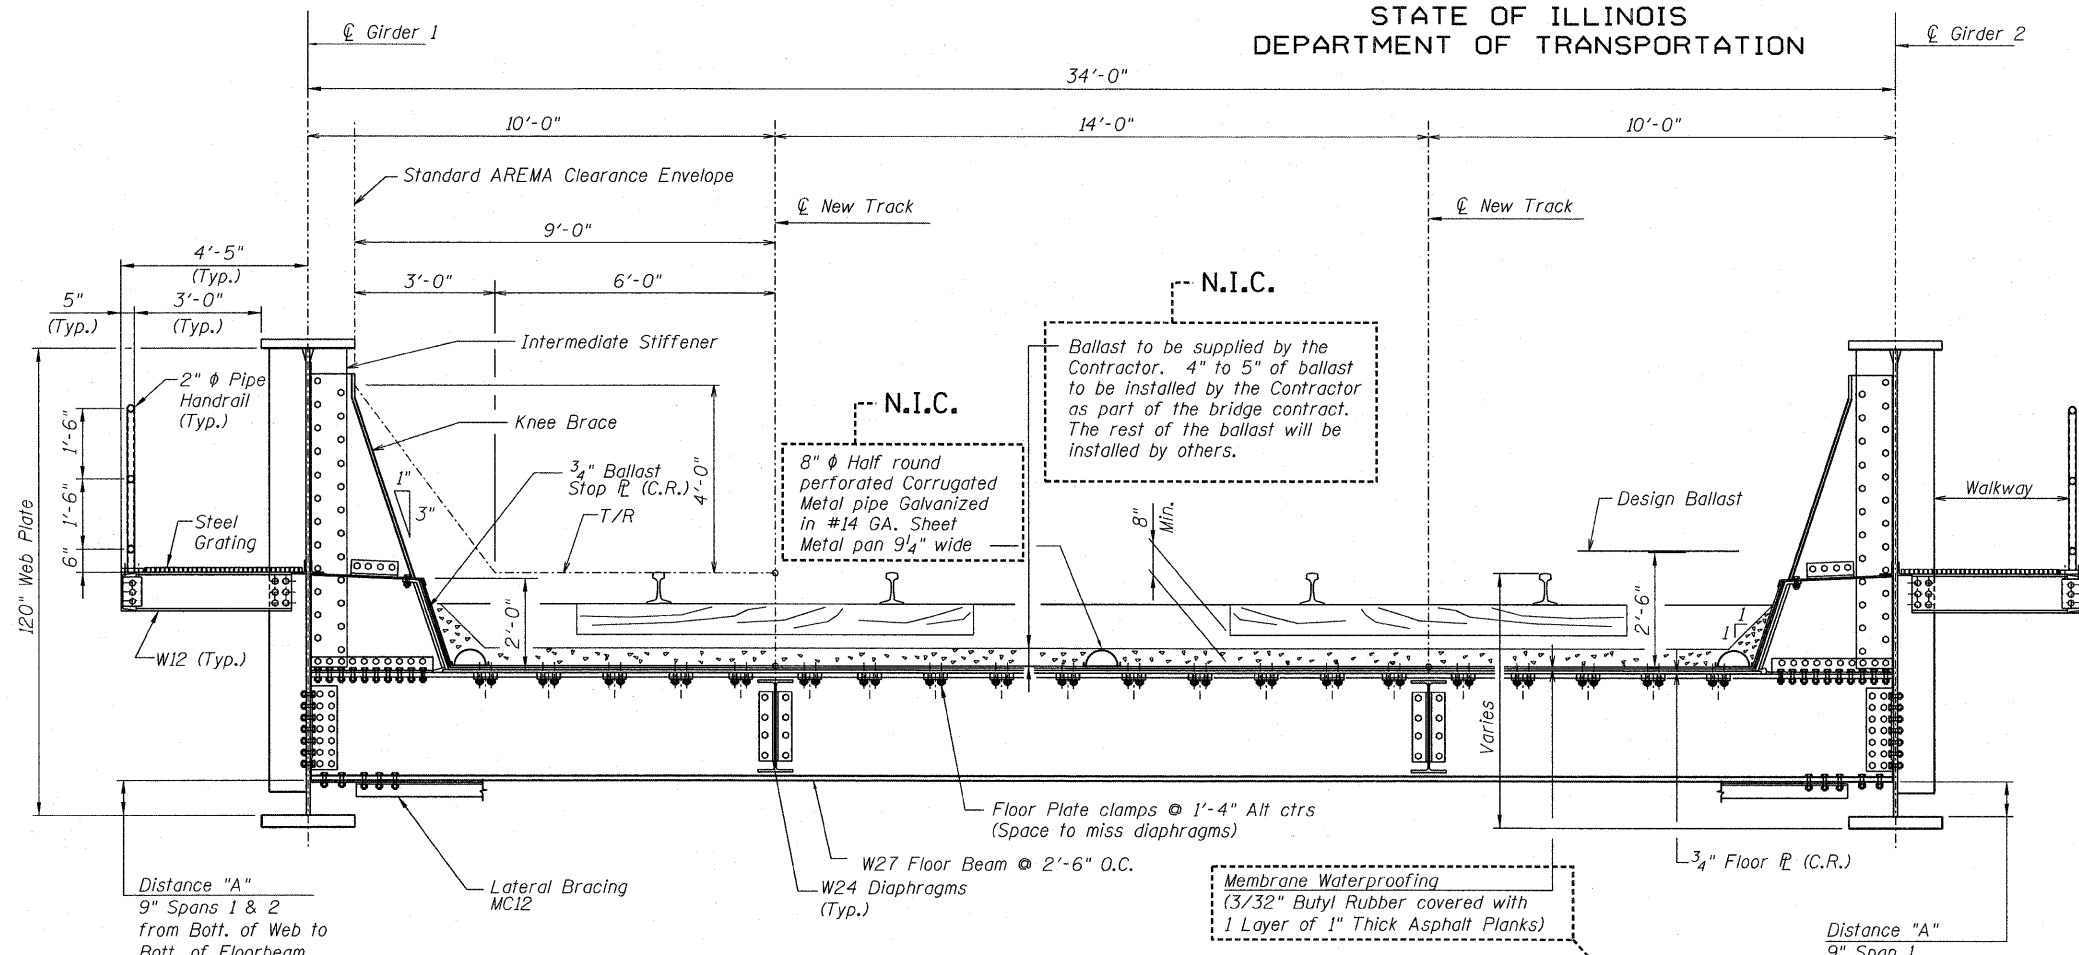 STATE OF ILLINOIS
DEPARTMENT OF TRANSPORTATION
℄ Girder 1
℄ Girder 2
34'-0"
10'-0"
14'-0"
10'-0"
Standard AREMA Clearance Envelope
℄ New Track
℄ New Track
9'-0"
4'-5"
(Typ.)
3'-0"
6'-0"
N.I.C.
5"
(Typ.)
3'-0"
(Typ.)
Intermediate Stiffener
Ballast to be supplied by the
Contractor. 4" to 5" of ballast
to be installed by the Contractor
as part of the bridge contract.
The rest of the ballast will be
installed by others.
2" ϕ Pipe
Handrail
(Typ.)
N.I.C.
Knee Brace
1'-6"
4'-0"
8" ϕ Half round
perforated Corrugated
Metal pipe Galvanized
in #14 GA. Sheet
Metal pan 9¼" wide
¾" Ballast
Stop ℄ (C.R.)
1"
3"
T/R
8"
Min.
Design Ballast
Walkway
Steel
Grating
1'-6"
6"
120" Web Plate
2'-0"
2'-6"
1
1
W12 (Typ.)
Varies
Floor Plate clamps @ 1'-4" Alt ctrs
(Space to miss diaphragms)
W27 Floor Beam @ 2'-6" O.C.
¾" Floor ℄ (C.R.)
Lateral Bracing
MC12
W24 Diaphragms
(Typ.)
Membrane Waterproofing
(3/32" Butyl Rubber covered with
1 Layer of 1" Thick Asphalt Planks)
Distance "A"
9" Spans 1 & 2
from Bott. of Web to
Bott. of Floorbeam
Distance "A"
9" Span 1